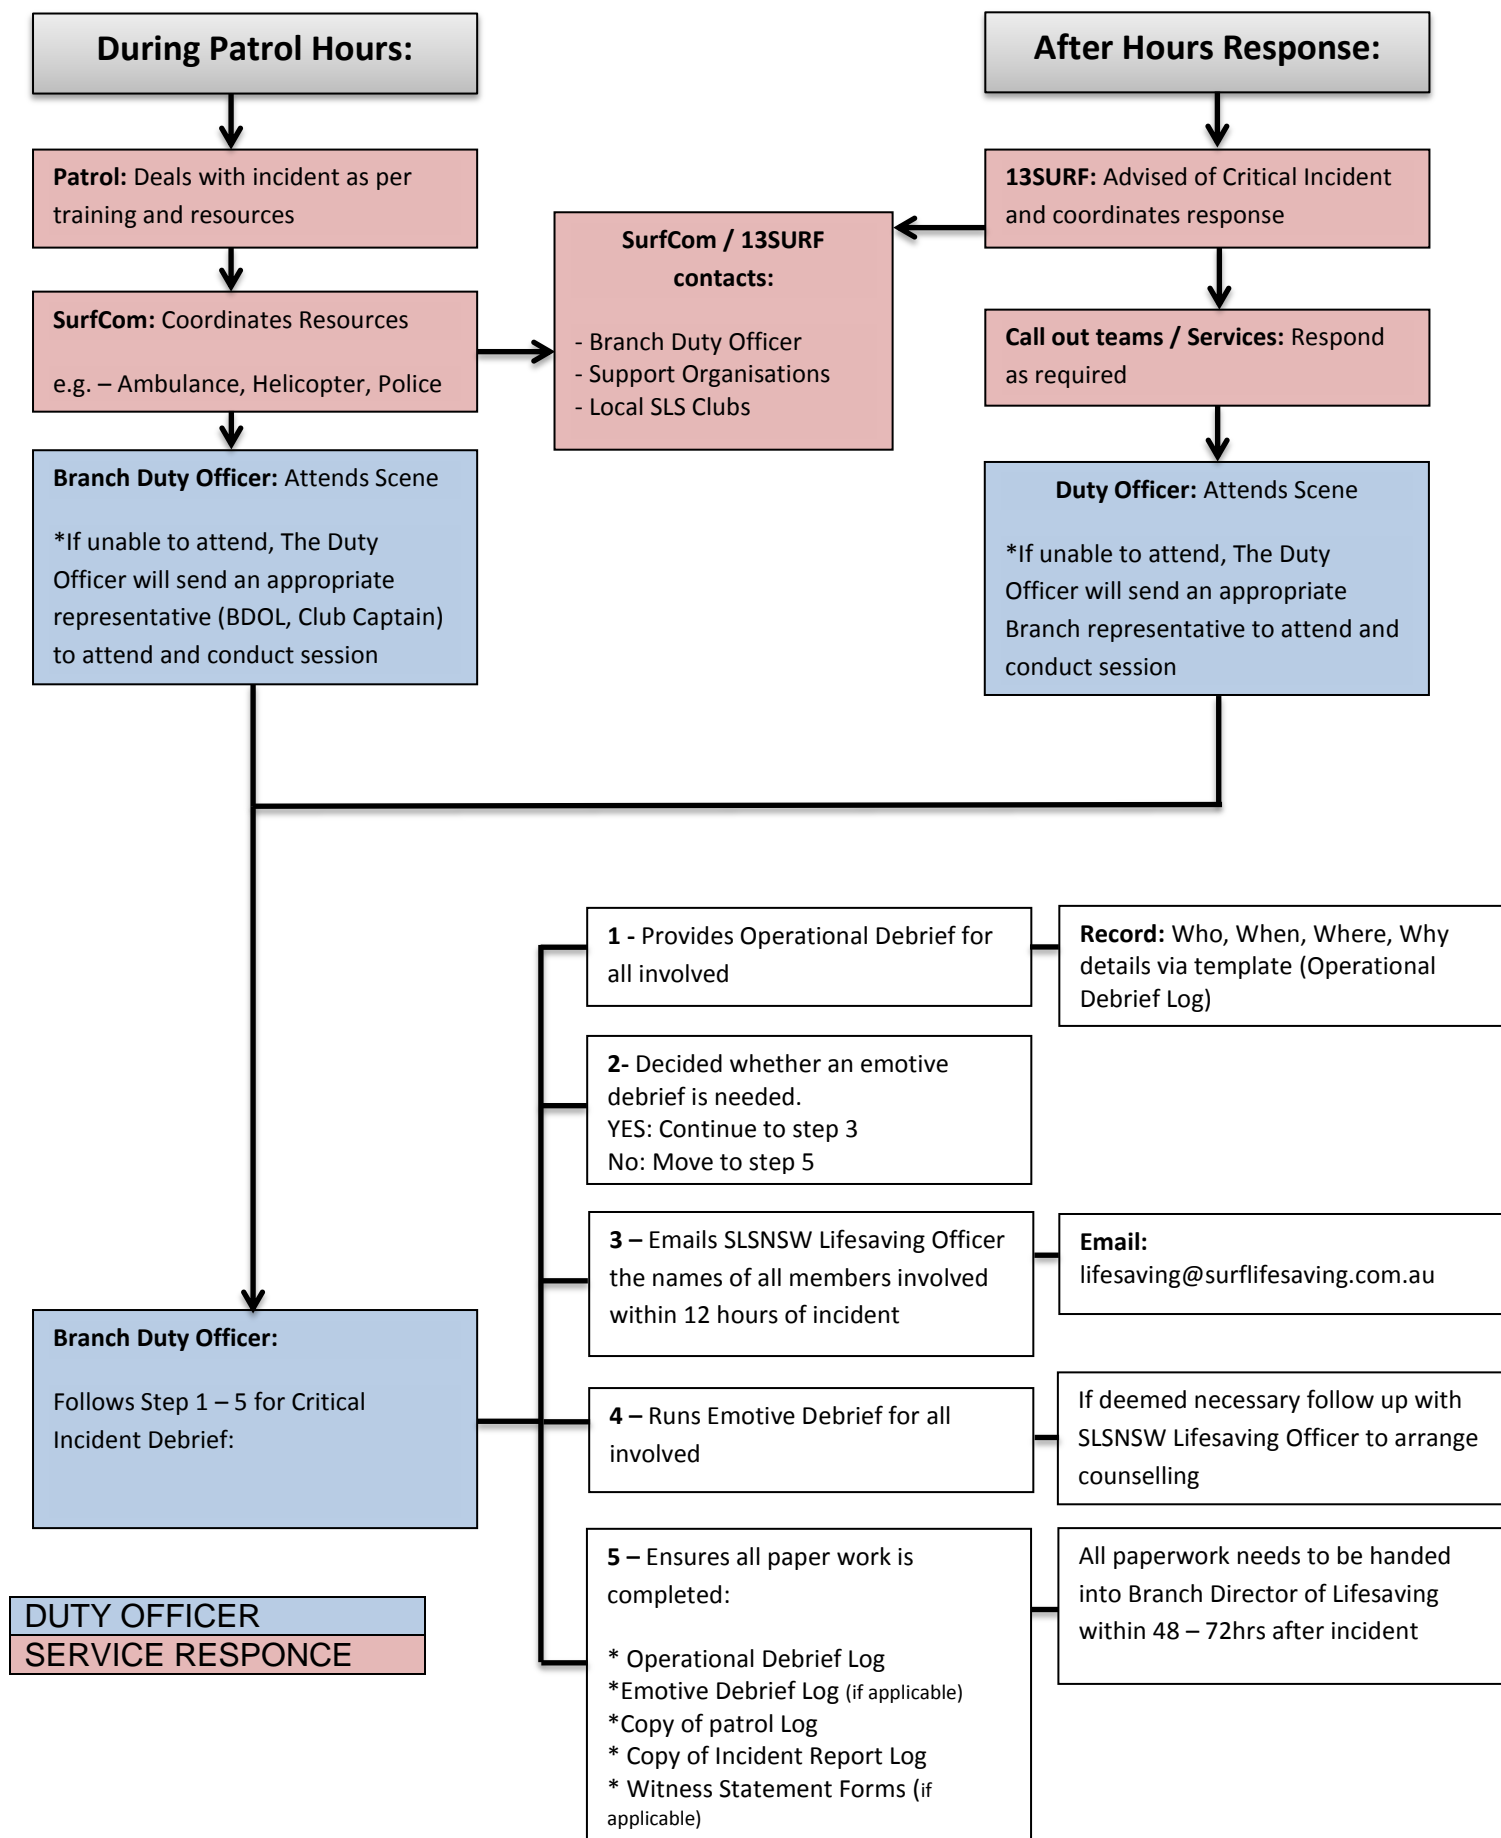 During Patrol Hours:
Patrol: Deals with incident as per
training and resources
SurfCom: Coordinates Resources
e.g. – Ambulance, Helicopter, Police
Branch Duty Officer: Attends Scene
*If unable to attend, The Duty
Officer will send an appropriate
representative (BDOL, Club Captain)
to attend and conduct session
SurfCom / 13SURF
contacts:
- Branch Duty Officer
- Support Organisations
- Local SLS Clubs
After Hours Response:
13SURF: Advised of Critical Incident
and coordinates response
Call out teams / Services: Respond
as required
Duty Officer: Attends Scene
*If unable to attend, The Duty
Officer will send an appropriate
Branch representative to attend and
conduct session
Branch Duty Officer:
Follows Step 1 – 5 for Critical
Incident Debrief:
1 - Provides Operational Debrief for
all involved
Record: Who, When, Where, Why
details via template (Operational
Debrief Log)
2- Decided whether an emotive
debrief is needed.
YES: Continue to step 3
No: Move to step 5
3 – Emails SLSNSW Lifesaving Officer
the names of all members involved
within 12 hours of incident
Email:
lifesaving@surflifesaving.com.au
4 – Runs Emotive Debrief for all
involved
If deemed necessary follow up with
SLSNSW Lifesaving Officer to arrange
counselling
5 – Ensures all paper work is
completed:
* Operational Debrief Log
*Emotive Debrief Log (if applicable)
*Copy of patrol Log
* Copy of Incident Report Log
* Witness Statement Forms (if
applicable)
All paperwork needs to be handed
into Branch Director of Lifesaving
within 48 – 72hrs after incident
DUTY OFFICER
SERVICE RESPONCE